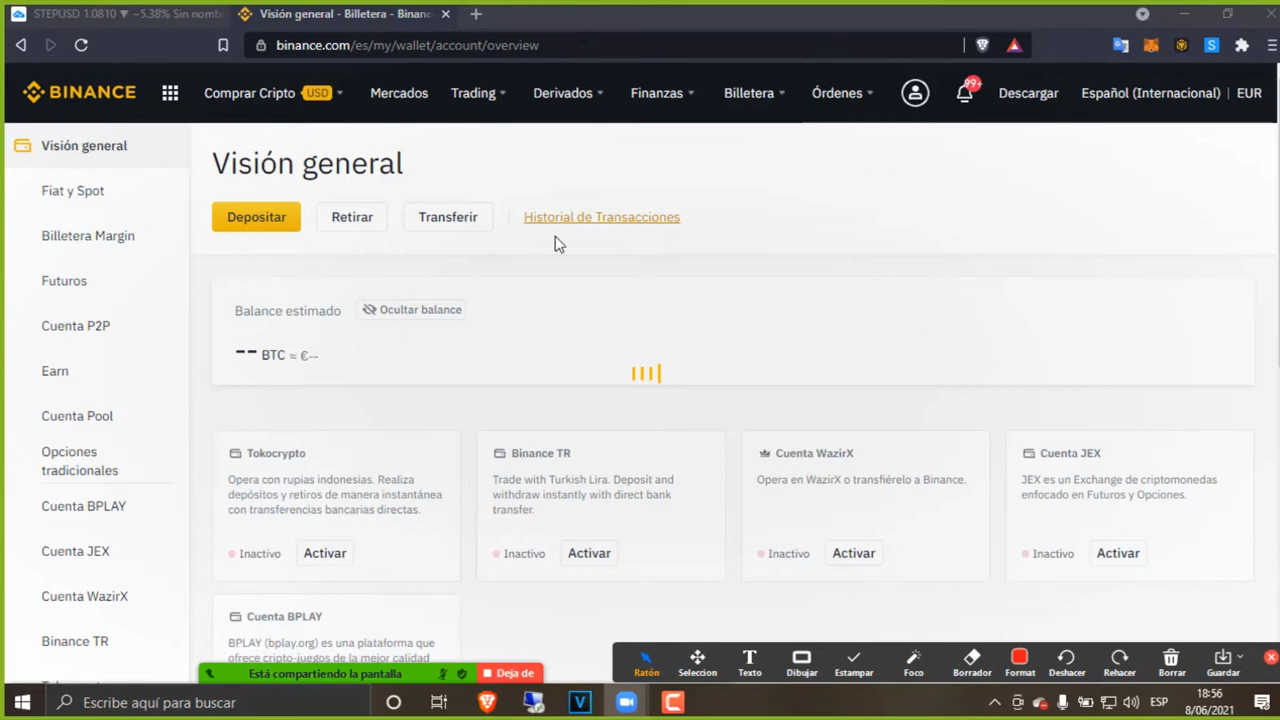 STEPUSD 1.0810 ▼ −5.38% Sin nomb
Visión general - Billetera - Binanc
binance.com/es/my/wallet/account/overview
BINANCE
Comprar Cripto USD
Mercados
Trading
Derivados
Finanzas
Billetera
Órdenes
99+
Descargar
Español (Internacional) | EUR
Visión general
Fiat y Spot
Billetera Margin
Futuros
Cuenta P2P
Earn
Cuenta Pool
Opciones
tradicionales
Cuenta BPLAY
Cuenta JEX
Cuenta WazirX
Binance TR
Visión general
Depositar
Retirar
Transferir
Historial de Transacciones
Balance estimado
Ocultar balance
-- BTC ≈ €--
Tokocrypto
Opera con rupias indonesias. Realiza
depósitos y retiros de manera instantánea
con transferencias bancarias directas.
Inactivo
Activar
Binance TR
Trade with Turkish Lira. Deposit and
withdraw instantly with direct bank
transfer.
Inactivo
Activar
Cuenta WazirX
Opera en WazirX o transfiérelo a Binance.
Inactivo
Activar
Cuenta JEX
JEX es un Exchange de criptomonedas
enfocado en Futuros y Opciones.
Inactivo
Activar
Cuenta BPLAY
BPLAY (bplay.org) es una plataforma que
ofrece cripto-juegos de la mejor calidad
Está compartiendo la pantalla
Deja de
Ratón
Seleccion
Texto
Dibujar
Estampar
Foco
Borrador
Format
Deshacer
Rehacer
Borrar
Guardar
Escribe aquí para buscar
ESP
18:56
8/06/2021